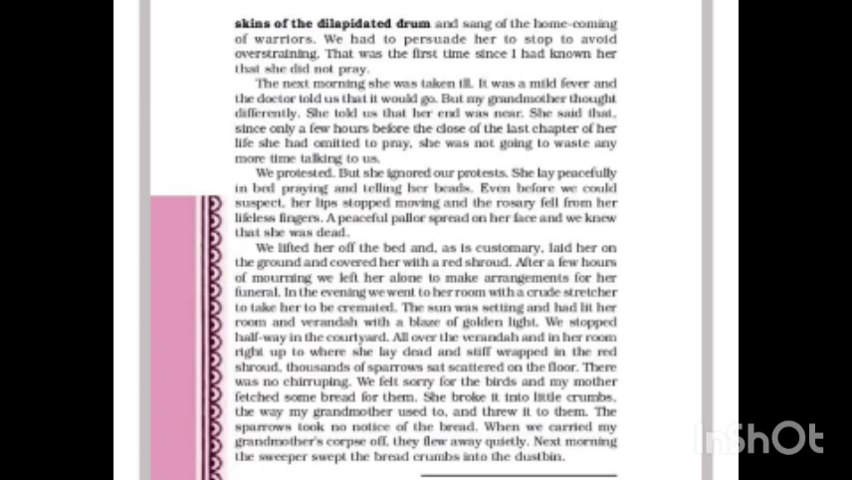 skins of the dilapidated drum and sang of the home-coming
of warriors. We had to persuade her to stop to avoid
overstraining. That was the first time since I had known her
that she did not pray.
The next morning she was taken ill. It was a mild fever and
the doctor told us that it would go. But my grandmother thought
differently. She told us that her end was near. She said that,
since only a few hours before the close of the last chapter of her
life she had omitted to pray, she was not going to waste any
more time talking to us.
We protested. But she ignored our protests. She lay peacefully
in bed praying and telling her beads. Even before we could
suspect, her lips stopped moving and the rosary fell from her
lifeless fingers. A peaceful pallor spread on her face and we knew
that she was dead.
We lifted her off the bed and, as is customary, laid her on
the ground and covered her with a red shroud. After a few hours
of mourning we left her alone to make arrangements for her
funeral. In the evening we went to her room with a crude stretcher
to take her to be cremated. The sun was setting and had lit her
room and verandah with a blaze of golden light. We stopped
half-way in the courtyard. All over the verandah and in her room
right up to where she lay dead and stiff wrapped in the red
shroud, thousands of sparrows sat scattered on the floor. There
was no chirruping. We felt sorry for the birds and my mother
fetched some bread for them. She broke it into little crumbs,
the way my grandmother used to, and threw it to them. The
sparrows took no notice of the bread. When we carried my
grandmother's corpse off, they flew away quietly. Next morning
the sweeper swept the bread crumbs into the dustbin.
InShOt